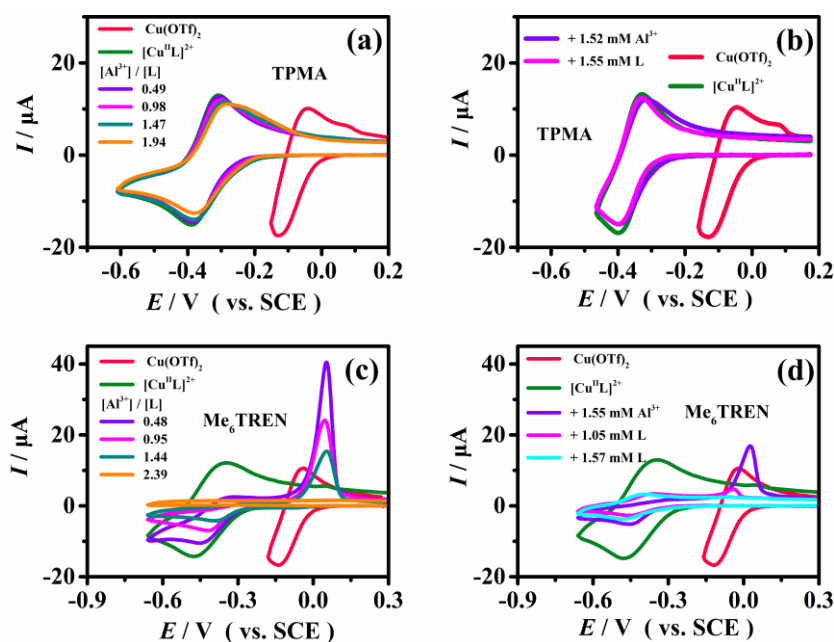 (a)
Cu(OTf)₂
[CuᴵᴵL]²⁺
[Al³⁺] / [L]
0.49
0.98
1.47
1.94
TPMA
20
0
-20
I / µA
-0.6 -0.4 -0.2 0.0 0.2
E / V ( vs. SCE )
(b)
+ 1.52 mM Al³⁺
+ 1.55 mM L
Cu(OTf)₂
[CuᴵᴵL]²⁺
TPMA
20
0
-20
I / µA
-0.6 -0.4 -0.2 0.0 0.2
E / V ( vs. SCE )
(c)
Cu(OTf)₂
[CuᴵᴵL]²⁺
[Al³⁺] / [L]
0.48
0.95
1.44
2.39
Me₆TREN
40
20
0
-20
I / µA
-0.9 -0.6 -0.3 0.0 0.3
E / V ( vs. SCE )
(d)
Cu(OTf)₂
[CuᴵᴵL]²⁺
+ 1.55 mM Al³⁺
+ 1.05 mM L
+ 1.57 mM L
Me₆TREN
40
20
0
-20
I / µA
-0.9 -0.6 -0.3 0.0 0.3
E / V ( vs. SCE )